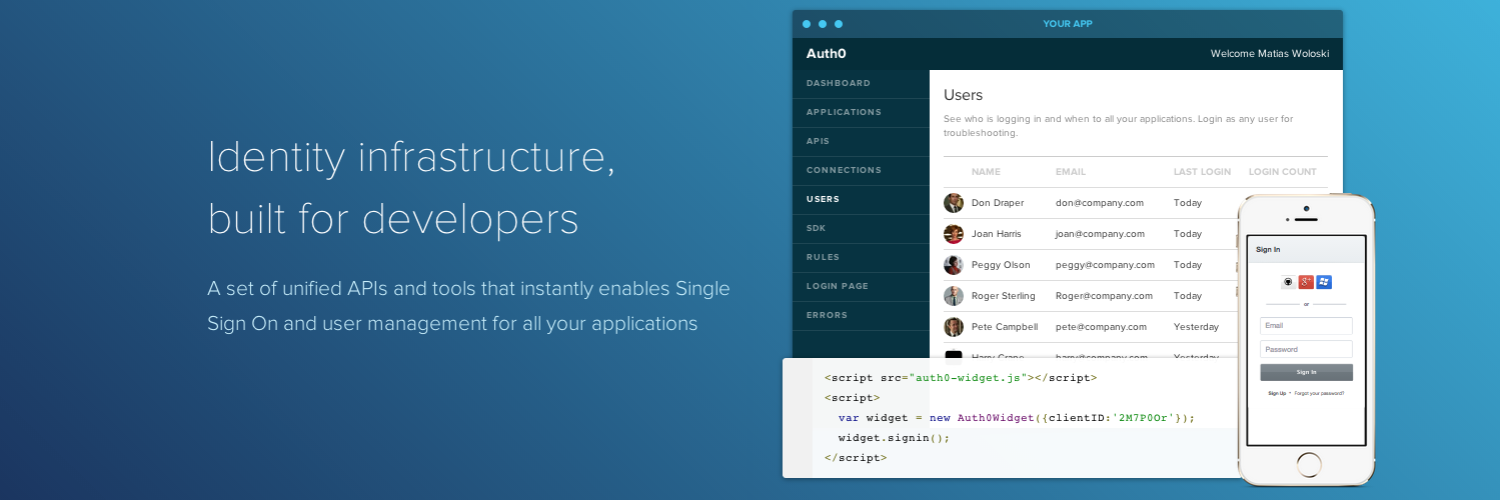 Identity infrastructure,
built for developers
A set of unified APIs and tools that instantly enables Single
Sign On and user management for all your applications
YOUR APP
Auth0
Welcome Matias Woloski
DASHBOARD
APPLICATIONS
APIS
CONNECTIONS
USERS
SDK
RULES
LOGIN PAGE
ERRORS
Users
See who is logging in and when to all your applications. Login as any user for
troubleshooting.
NAME EMAIL LAST LOGIN LOGIN COUNT
Don Draper don@company.com Today
Joan Harris joan@company.com Today
Peggy Olson peggy@company.com Today
Roger Sterling Roger@company.com Today
Pete Campbell pete@company.com Yesterday
Harry Crane harry@company.com Yesterday
<script src="auth0-widget.js"></script>
<script>
var widget = new Auth0Widget({clientID:'2M7P0Or'});
widget.signin();
</script>
Sign In
or
Email
Password
Sign In
Sign Up • Forgot your password?